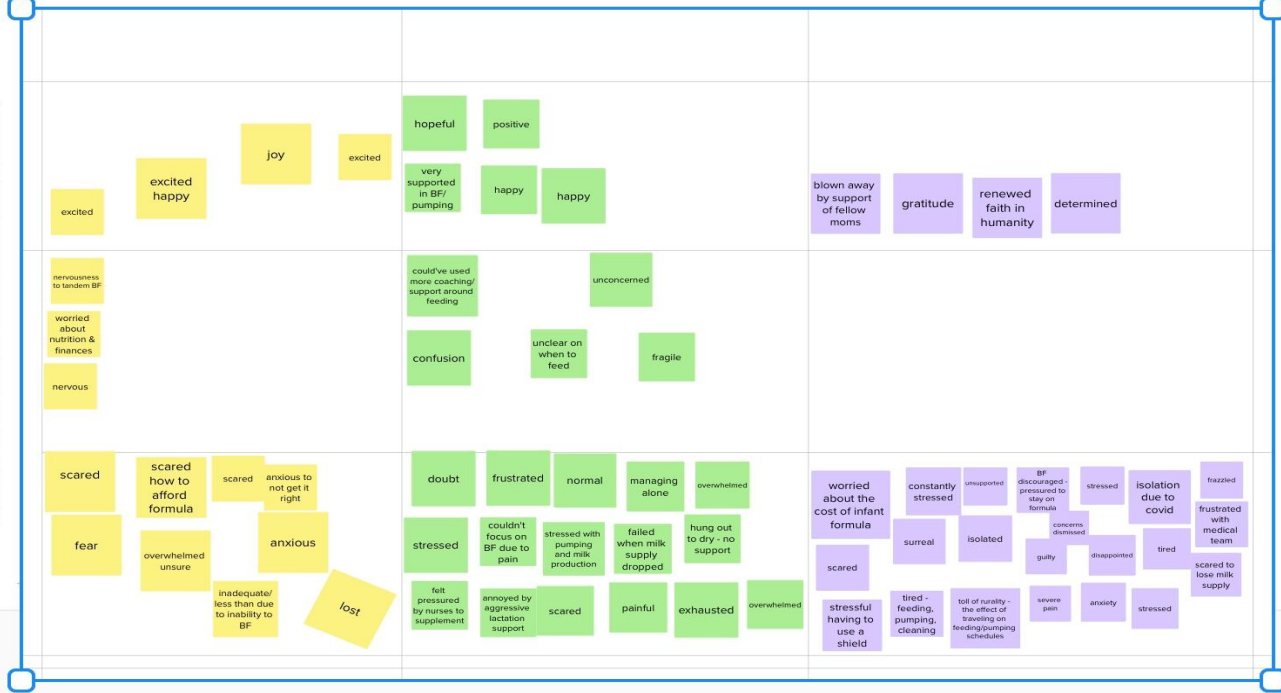 joy
excited
excited
happy
excited
hopeful
positive
very
supported
in BF/
pumping
happy
happy
blown away
by support
of fellow
moms
gratitude
renewed
faith in
humanity
determined
nervousness
to tandem BF
worried
about
nutrition &
finances
nervous
could've used
more coaching/
support around
feeding
unconcerned
confusion
unclear on
when to
feed
fragile
scared
scared
how to
afford
formula
scared
anxious to
not get it
right
fear
overwhelmed
unsure
anxious
inadequate/
less than due
to inability to
BF
lost
doubt
frustrated
normal
managing
alone
overwhelmed
stressed
couldn't
focus on
BF due to
pain
stressed with
pumping
and milk
production
failed
when milk
supply
dropped
hung out
to dry - no
support
felt
pressured
by nurses to
supplement
annoyed by
aggressive
lactation
support
scared
painful
exhausted
overwhelmed
worried
about the
cost of infant
formula
constantly
stressed
unsupported
BF
discouraged -
pressured to
stay on
formula
stressed
isolation
due to
covid
frazzled
frustrated
with
medical
team
concerns
dismissed
surreal
isolated
guilty
disappointed
tired
scared to
lose milk
supply
scared
stressful
having to
use a
shield
tired -
feeding,
pumping,
cleaning
toll of rurality -
the effect of
traveling on
feeding/pumping
schedules
severe
pain
anxiety
stressed